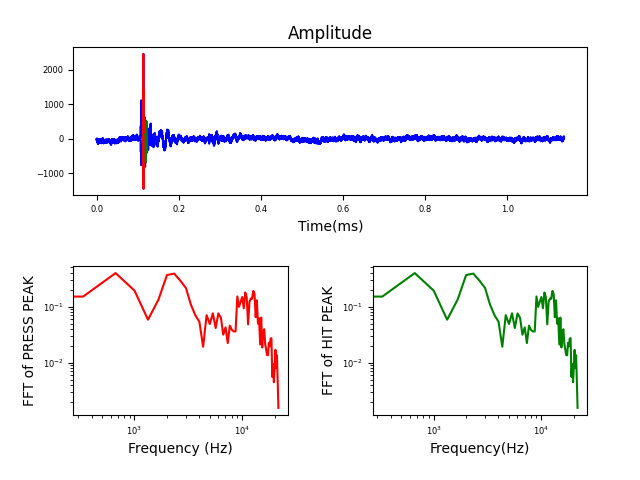 Amplitude
2000
1000
0
−1000
0.0 0.2 0.4 0.6 0.8 1.0
Time(ms)
FFT of PRESS PEAK
10⁻¹
10⁻²
10³ 10⁴
Frequency (Hz)
FFT of HIT PEAK
10⁻¹
10⁻²
10³ 10⁴
Frequency(Hz)